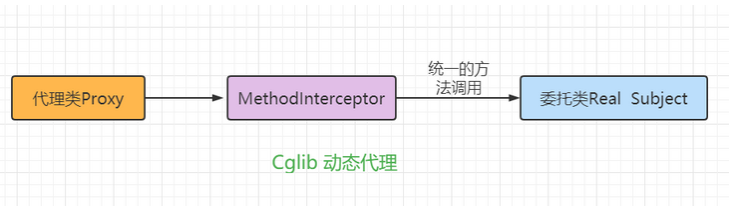 统一的方
法调用
代理类Proxy
MethodInterceptor
委托类Real Subject
Cglib 动态代理